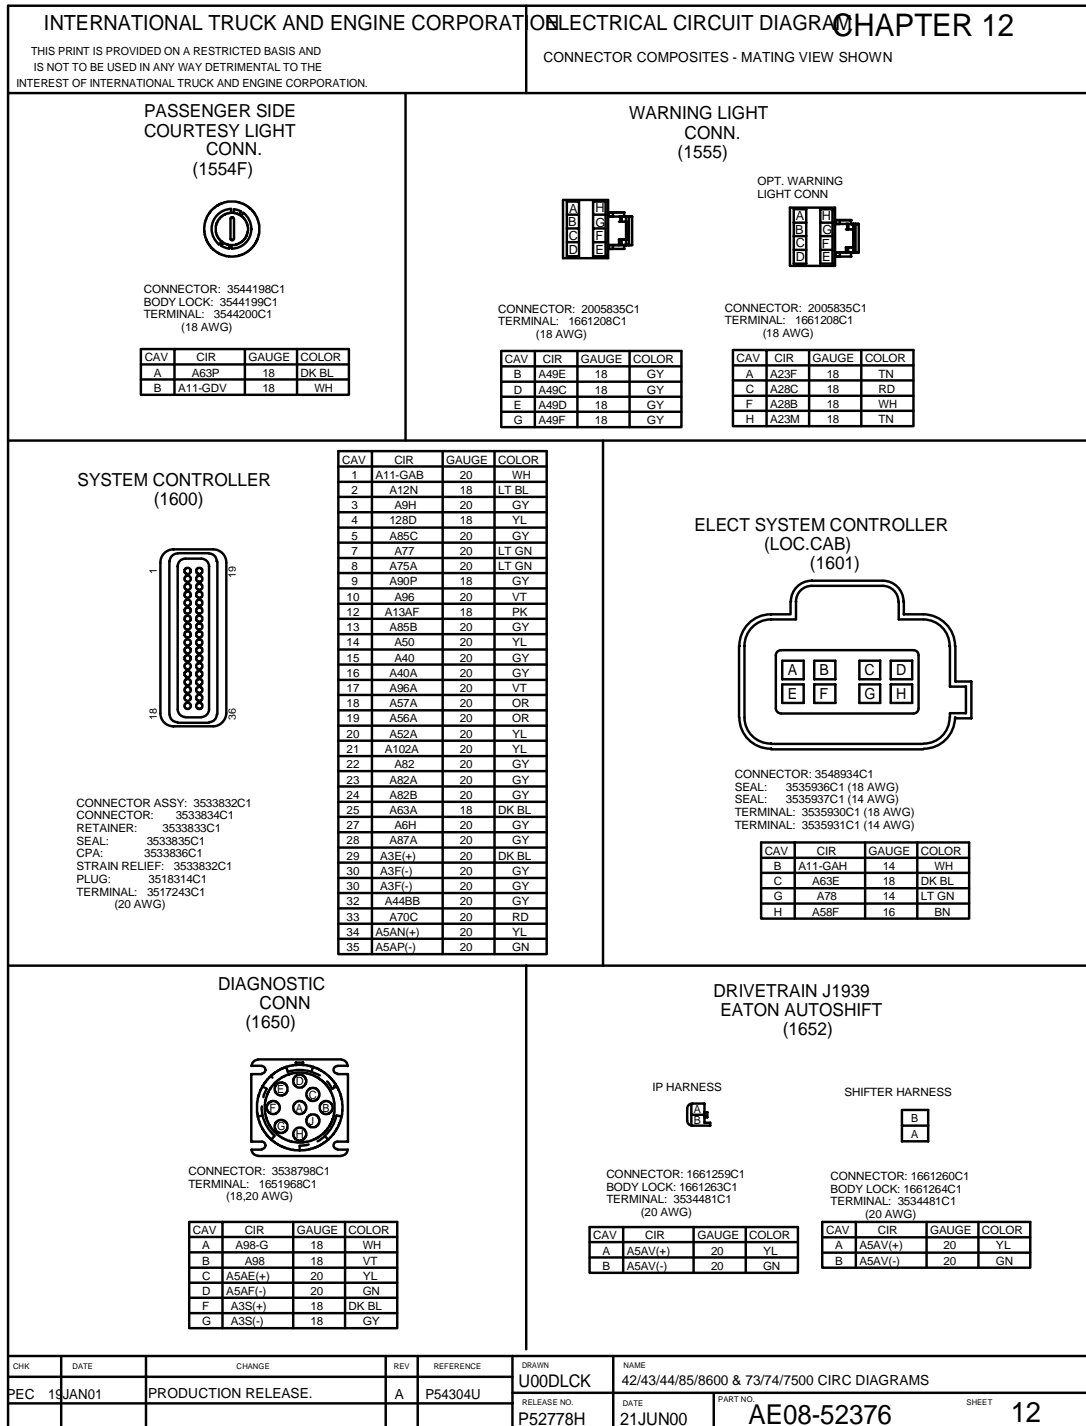 INTERNATIONAL TRUCK AND ENGINE CORPORATION
ELECTRICAL CIRCUIT DIAGRAM
CHAPTER 12
THIS PRINT IS PROVIDED ON A RESTRICTED BASIS AND
IS NOT TO BE USED IN ANY WAY DETRIMENTAL TO THE
INTEREST OF INTERNATIONAL TRUCK AND ENGINE CORPORATION.
CONNECTOR COMPOSITES - MATING VIEW SHOWN
PASSENGER SIDE
COURTESY LIGHT
CONN.
(1554F)
CONNECTOR: 3544198C1
BODY LOCK: 3544199C1
TERMINAL: 3544200C1
(18 AWG)
CAV CIR GAUGE COLOR
A A63P 18 DK BL
B A11-GDV 18 WH
WARNING LIGHT
CONN.
(1555)
A H
B G
C F
D E
CONNECTOR: 2005835C1
TERMINAL: 1661208C1
(18 AWG)
CAV CIR GAUGE COLOR
B A49E 18 GY
D A49C 18 GY
E A49D 18 GY
G A49F 18 GY
OPT. WARNING
LIGHT CONN
A H
B G
C F
D E
CONNECTOR: 2005835C1
TERMINAL: 1661208C1
(18 AWG)
CAV CIR GAUGE COLOR
A A23F 18 TN
C A28C 18 RD
F A28B 18 WH
H A23M 18 TN
SYSTEM CONTROLLER
(1600)
1 19
18 36
CONNECTOR ASSY: 3533832C1
CONNECTOR: 3533834C1
RETAINER: 3533833C1
SEAL: 3533835C1
CPA: 3533836C1
STRAIN RELIEF: 3533832C1
PLUG: 3518314C1
TERMINAL: 3517243C1
(20 AWG)
CAV CIR GAUGE COLOR
1 A11-GAB 20 WH
2 A12N 18 LT BL
3 A9H 20 GY
4 128D 18 YL
5 A85C 20 GY
7 A77 20 LT GN
8 A75A 20 LT GN
9 A90P 18 GY
10 A96 20 VT
12 A13AF 18 PK
13 A85B 20 GY
14 A50 20 YL
15 A40 20 GY
16 A40A 20 GY
17 A96A 20 VT
18 A57A 20 OR
19 A56A 20 OR
20 A52A 20 YL
21 A102A 20 YL
22 A82 20 GY
23 A82A 20 GY
24 A82B 20 GY
25 A63A 18 DK BL
27 A6H 20 GY
28 A87A 20 GY
29 A3E(+) 20 DK BL
30 A3F(-) 20 GY
30 A3F(-) 20 GY
32 A44BB 20 GY
33 A70C 20 RD
34 A5AN(+) 20 YL
35 A5AP(-) 20 GN
ELECT SYSTEM CONTROLLER
(LOC.CAB)
(1601)
A B C D
E F G H
CONNECTOR: 3548934C1
SEAL: 3535936C1 (18 AWG)
SEAL: 3535937C1 (14 AWG)
TERMINAL: 3535930C1 (18 AWG)
TERMINAL: 3535931C1 (14 AWG)
CAV CIR GAUGE COLOR
B A11-GAH 14 WH
C A63E 18 DK BL
G A78 14 LT GN
H A58F 16 BN
DIAGNOSTIC
CONN
(1650)
D
E C
F A B
G J
H
CONNECTOR: 3538798C1
TERMINAL: 1651968C1
(18,20 AWG)
CAV CIR GAUGE COLOR
A A98-G 18 WH
B A98 18 VT
C A5AE(+) 20 YL
D A5AF(-) 20 GN
F A3S(+) 18 DK BL
G A3S(-) 18 GY
DRIVETRAIN J1939
EATON AUTOSHIFT
(1652)
IP HARNESS
A
B
CONNECTOR: 1661259C1
BODY LOCK: 1661263C1
TERMINAL: 3534481C1
(20 AWG)
CAV CIR GAUGE COLOR
A A5AV(+) 20 YL
B A5AV(-) 20 GN
SHIFTER HARNESS
B
A
CONNECTOR: 1661260C1
BODY LOCK: 1661264C1
TERMINAL: 3534481C1
(20 AWG)
CAV CIR GAUGE COLOR
A A5AV(+) 20 YL
B A5AV(-) 20 GN
CHK DATE CHANGE REV REFERENCE
PEC 19JAN01 PRODUCTION RELEASE. A P54304U
DRAWN
U00DLCK
NAME
42/43/44/85/8600 & 73/74/7500 CIRC DIAGRAMS
RELEASE NO.
P52778H
DATE
21JUN00
PART NO.
AE08-52376
SHEET 12